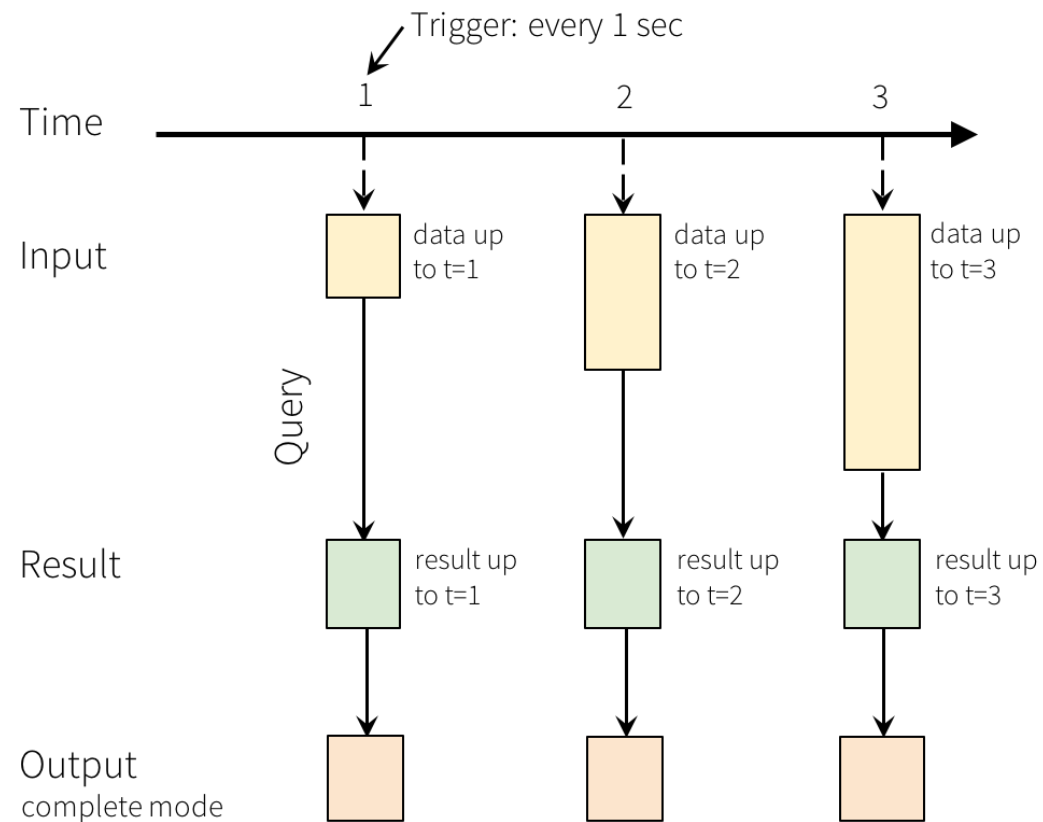 Trigger: every 1 sec
1
2
3
Time
Input
data up
to t=1
data up
to t=2
data up
to t=3
Query
Result
result up
to t=1
result up
to t=2
result up
to t=3
Output
complete mode